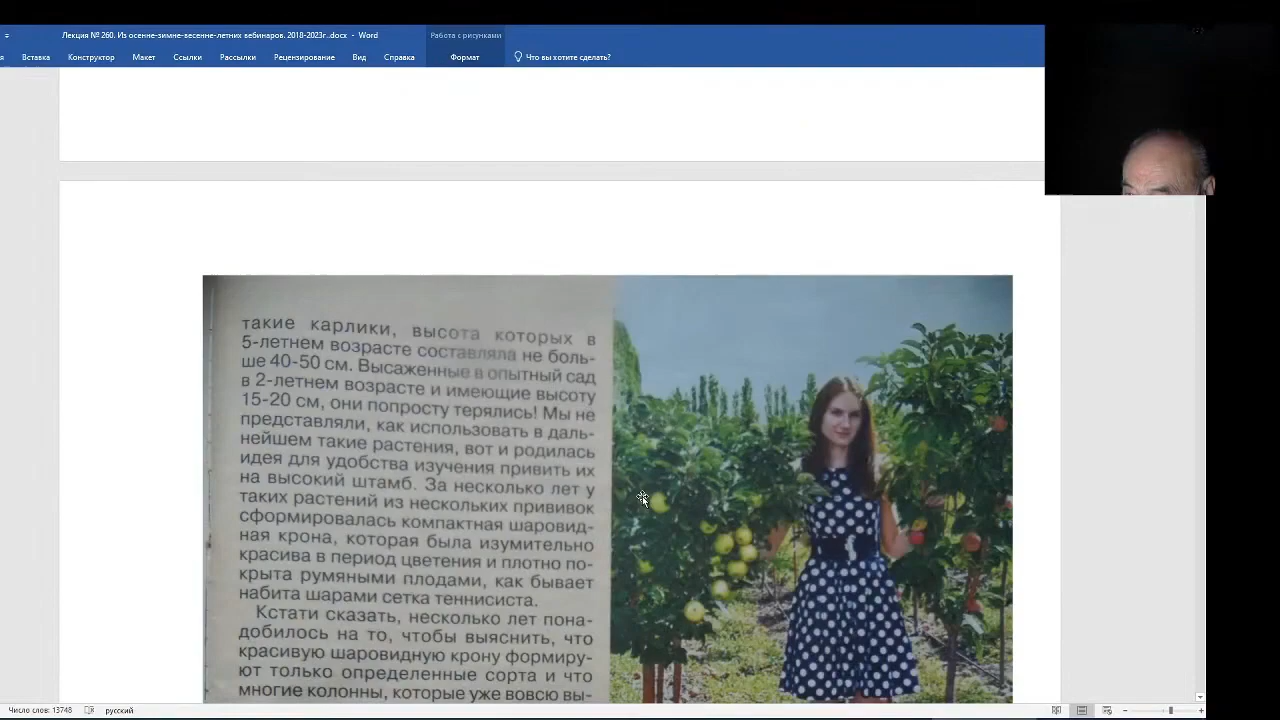 Лекция № 260. Из осенне-зимне-весенне-летних вебинаров. 2018-2023г..docx - Word
Работа с рисунками
я Вставка Конструктор Макет Ссылки Рассылки Рецензирование Вид Справка Формат Что вы хотите сделать?
такие карлики, высота которых в
5-летнем возрасте составляла не боль-
ше 40-50 см. Высаженные в опытный сад
в 2-летнем возрасте и имеющие высоту
15-20 см, они попросту терялись! Мы не
представляли, как использовать в даль-
нейшем такие растения, вот и родилась
идея для удобства изучения привить их
на высокий штамб. За несколько лет у
таких растений из нескольких прививок
сформировалась компактная шаровид-
ная крона, которая была изумительно
красива в период цветения и плотно по-
крыта румяными плодами, как бывает
набита шарами сетка теннисиста.
Кстати сказать, несколько лет пона-
добилось на то, чтобы выяснить, что
красивую шаровидную крону формиру-
ют только определенные сорта и что
многие колонны, которые уже вовсю вы-
Число слов: 13748 русский